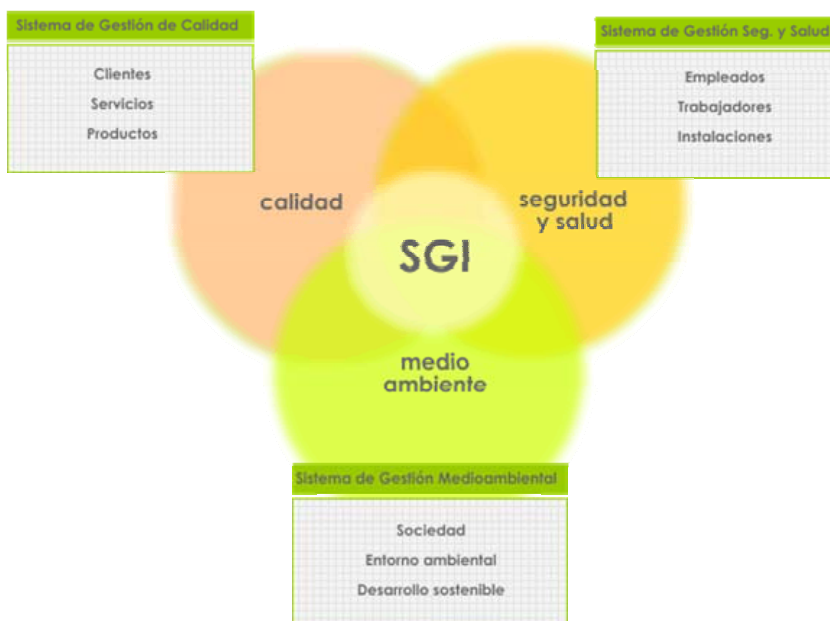 Sistema de Gestión de Calidad
Clientes
Servicios
Productos
Sistema de Gestión Seg. y Salud
Empleados
Trabajadores
Instalaciones
calidad
seguridad
y salud
SGI
medio
ambiente
Sistema de Gestión Medioambiental
Sociedad
Entorno ambiental
Desarrollo sostenible